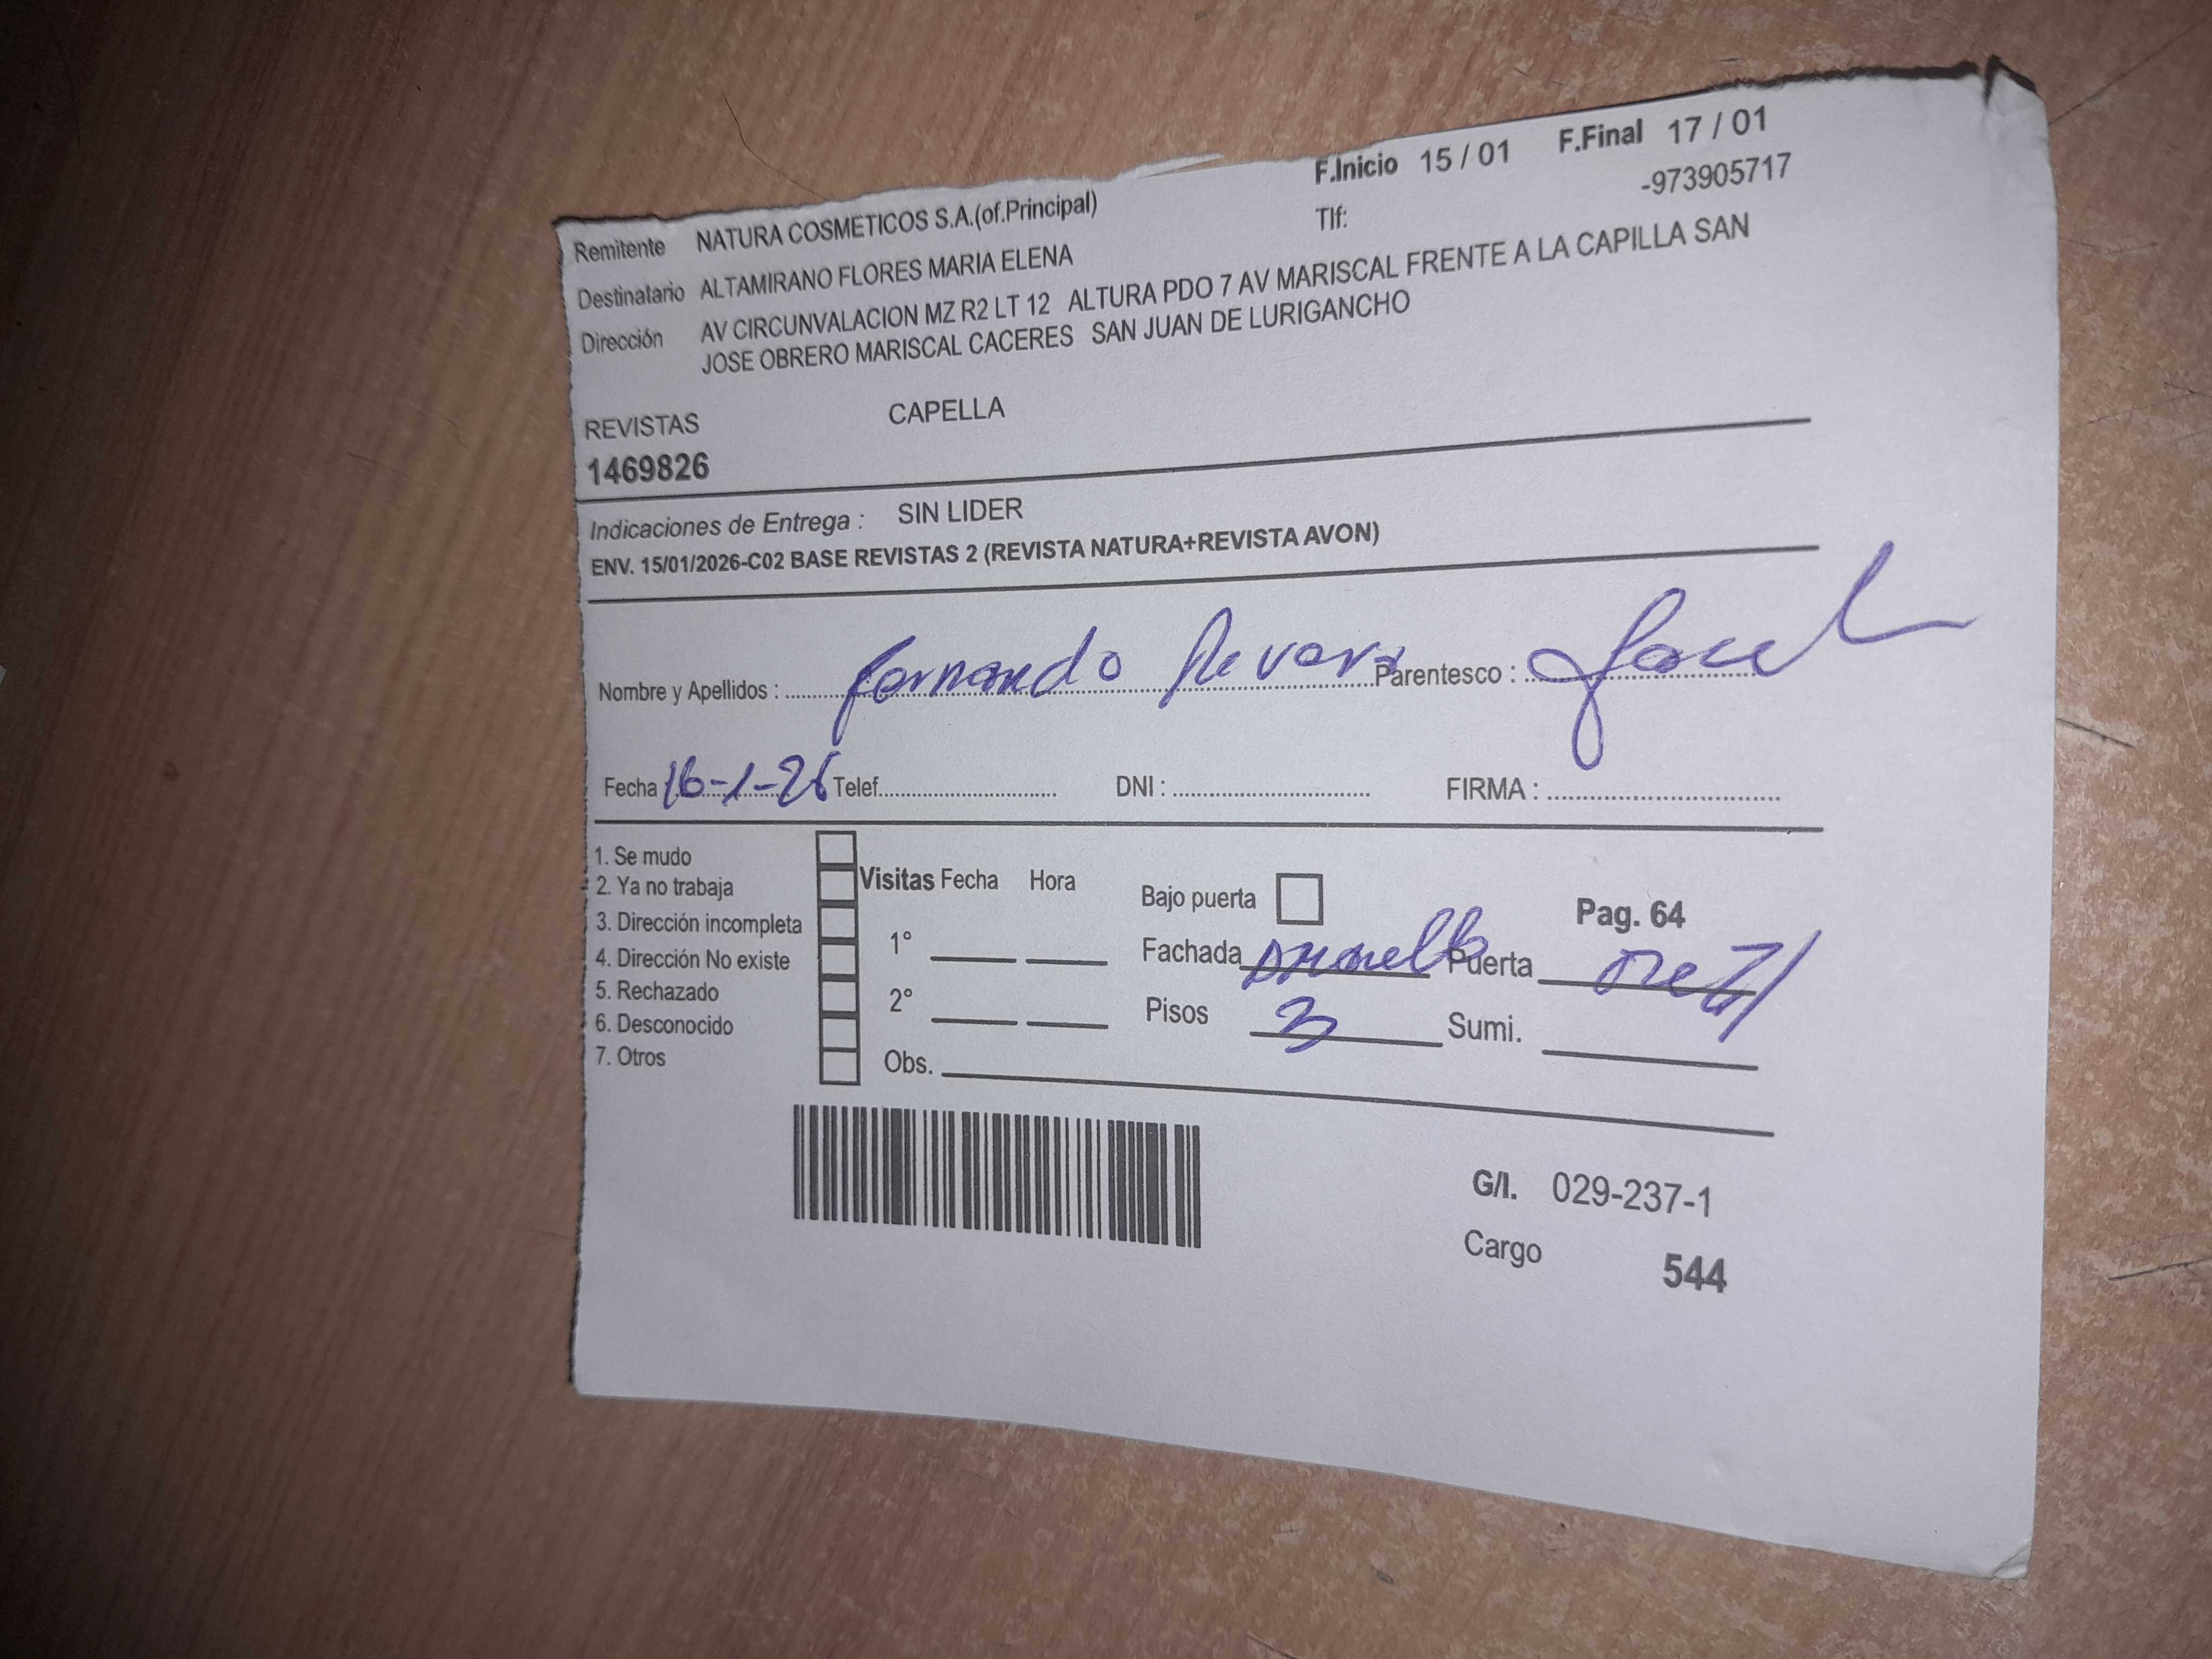 F.Inicio 15 / 01 F.Final 17 / 01
Remitente NATURA COSMETICOS S.A.(of.Principal) Tlf: -973905717
Destinatario ALTAMIRANO FLORES MARIA ELENA
Dirección AV CIRCUNVALACION MZ R2 LT 12 ALTURA PDO 7 AV MARISCAL FRENTE A LA CAPILLA SAN
JOSE OBRERO MARISCAL CACERES SAN JUAN DE LURIGANCHO
REVISTAS CAPELLA
1469826
Indicaciones de Entrega : SIN LIDER
ENV. 15/01/2026-C02 BASE REVISTAS 2 (REVISTA NATURA+REVISTA AVON)
Nombre y Apellidos : Fernando Parentesco :
Fecha 16-1-26 Telef. DNI : FIRMA :
1. Se mudo
2. Ya no trabaja
3. Dirección incompleta
4. Dirección No existe
5. Rechazado
6. Desconocido
7. Otros
Visitas Fecha Hora
1°
2°
Obs.
Bajo puerta Pag. 64
Fachada Puerta
Pisos 3 Sumi.
G/I. 029-237-1
Cargo 544